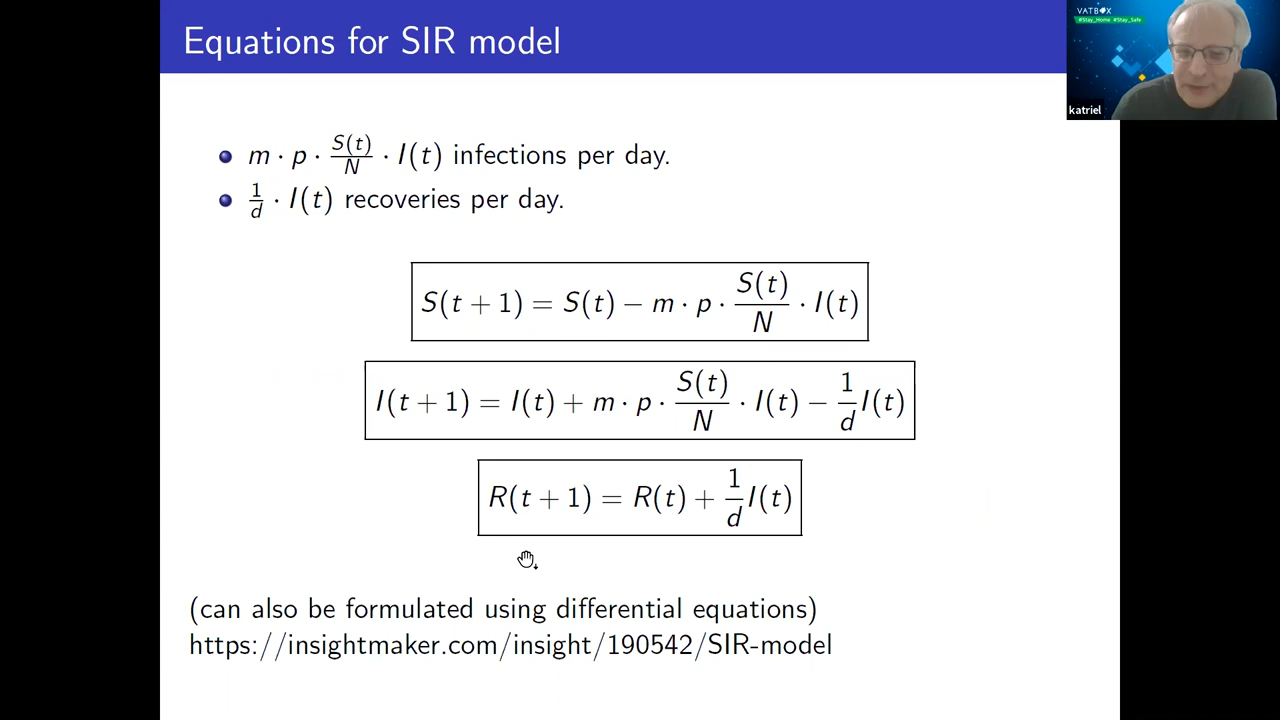 Equations for SIR model
VATBOX
#Stay_Home #Stay_Safe
katriel
m · p · S(t)/N · I(t) infections per day.
1/d · I(t) recoveries per day.
S(t + 1) = S(t) − m · p · S(t)/N · I(t)
I(t + 1) = I(t) + m · p · S(t)/N · I(t) − 1/d I(t)
R(t + 1) = R(t) + 1/d I(t)
(can also be formulated using differential equations)
https://insightmaker.com/insight/190542/SIR-model